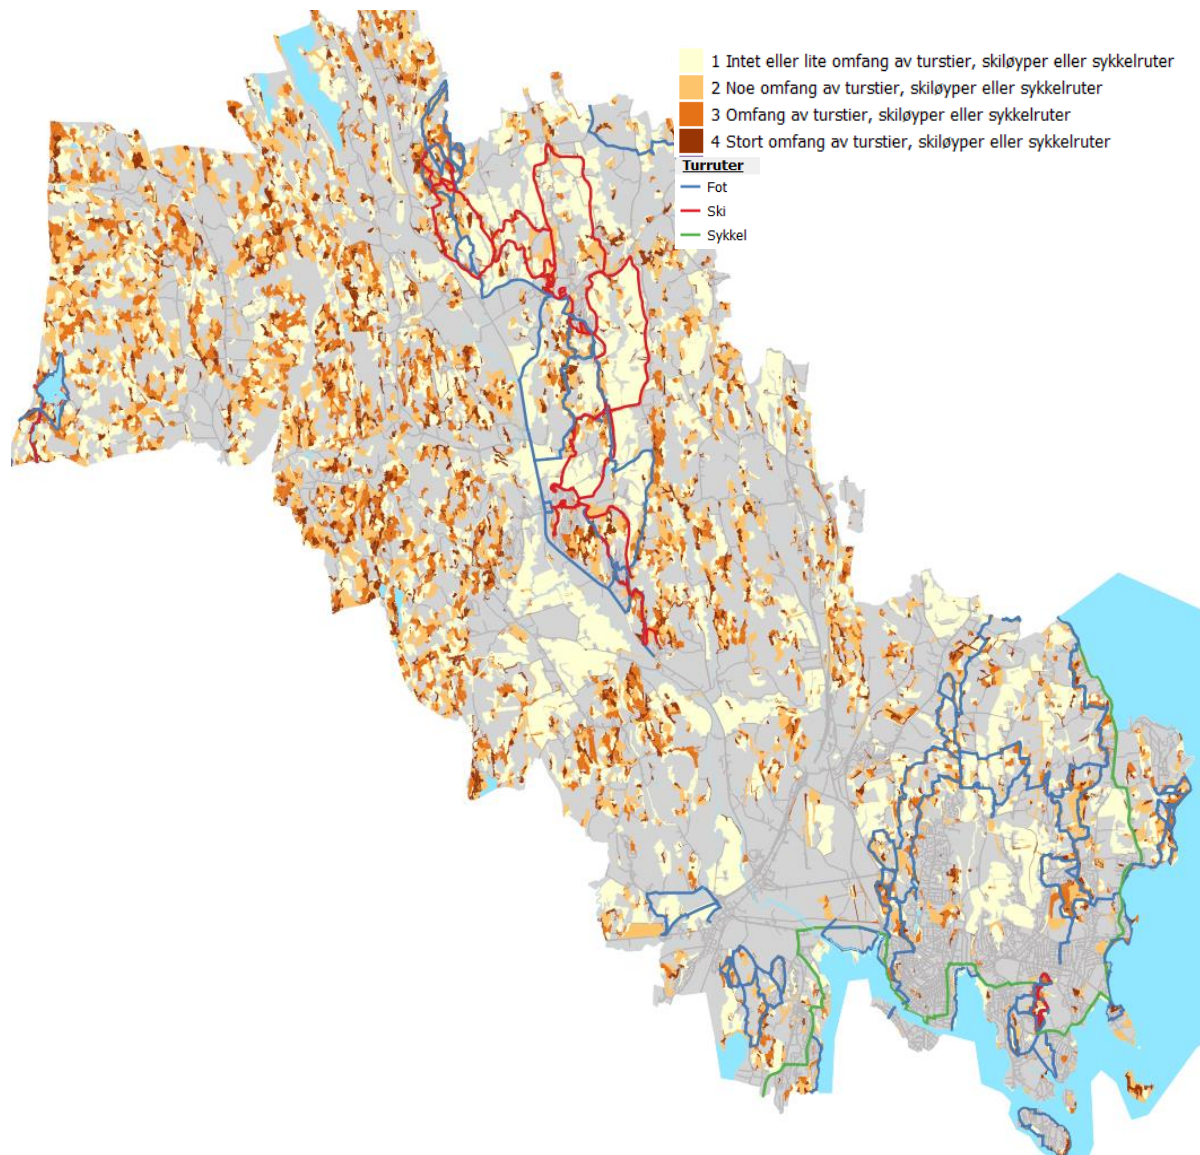 1 Intet eller lite omfang av turstier, skiløyper eller sykkelruter
2 Noe omfang av turstier, skiløyper eller sykkelruter
3 Omfang av turstier, skiløyper eller sykkelruter
4 Stort omfang av turstier, skiløyper eller sykkelruter
Turruter
Fot
Ski
Sykkel